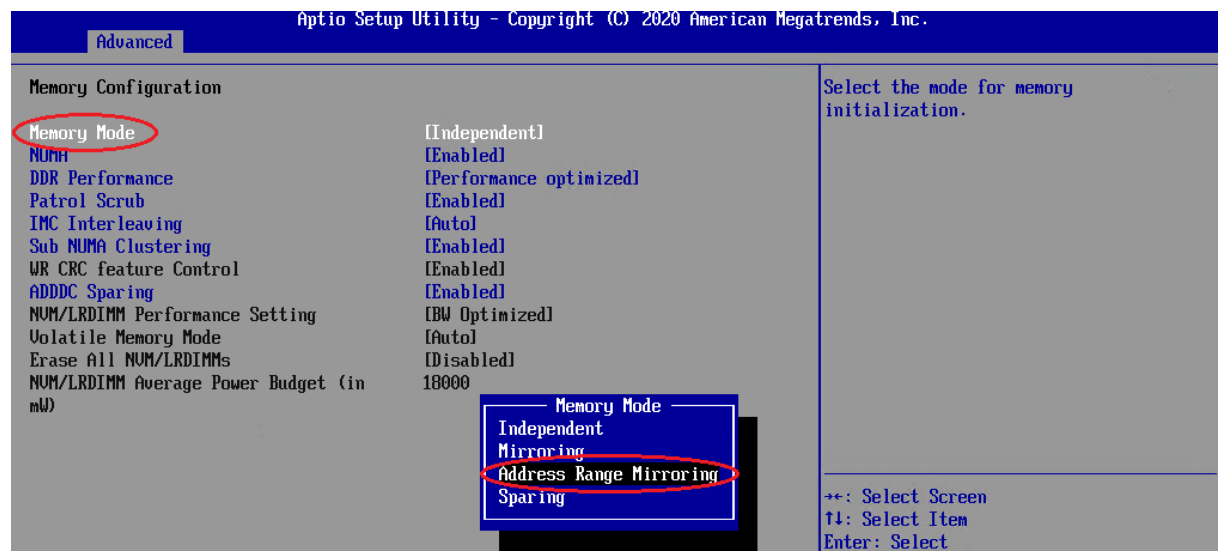 Aptio Setup Utility - Copyright (C) 2020 American Megatrends, Inc.
Advanced
Memory Configuration
Memory Mode [Independent]
NUMA [Enabled]
DDR Performance [Performance optimized]
Patrol Scrub [Enabled]
IMC Interleaving [Auto]
Sub NUMA Clustering [Enabled]
WR CRC feature Control [Enabled]
ADDDC Sparing [Enabled]
NVM/LRDIMM Performance Setting [BW Optimized]
Volatile Memory Mode [Auto]
Erase All NVM/LRDIMMs [Disabled]
NVM/LRDIMM Average Power Budget (in 18000
mW)
Memory Mode
Independent
Mirroring
Address Range Mirroring
Sparing
Select the mode for memory
initialization.
→←: Select Screen
↑↓: Select Item
Enter: Select